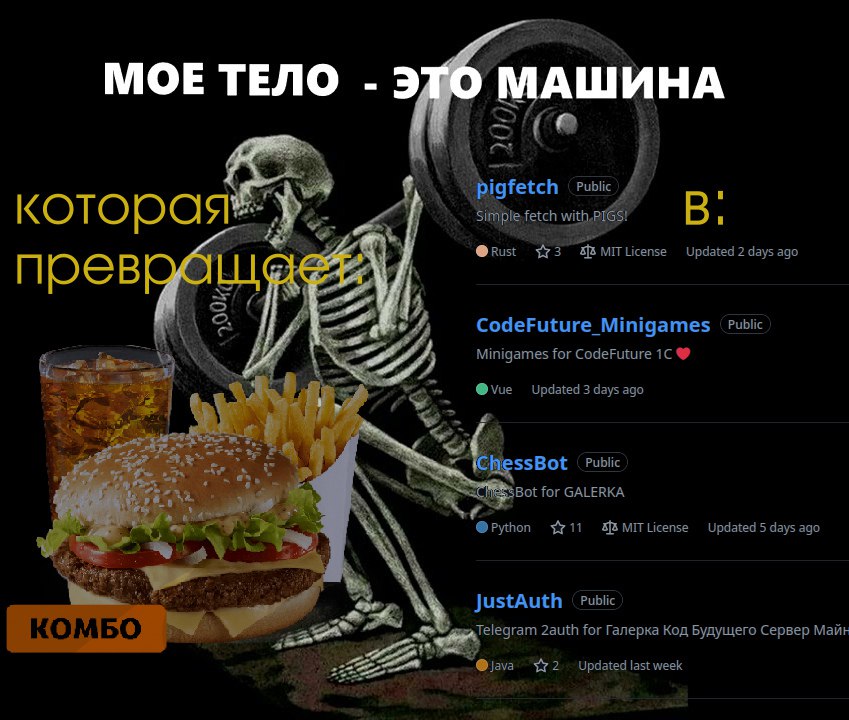 МОЕ ТЕЛО - ЭТО МАШИНА
которая
превращает:
КОМБО
в:
200KG
200KG
pigfetch Public
Simple fetch with PIGS!
Rust 3 MIT License Updated 2 days ago
CodeFuture_Minigames Public
Minigames for CodeFuture 1C ❤️
Vue Updated 3 days ago
ChessBot Public
ChessBot for GALERKA
Python 11 MIT License Updated 5 days ago
JustAuth Public
Telegram 2auth for Галерка Код Будущего Сервер Майн
Java 2 Updated last week